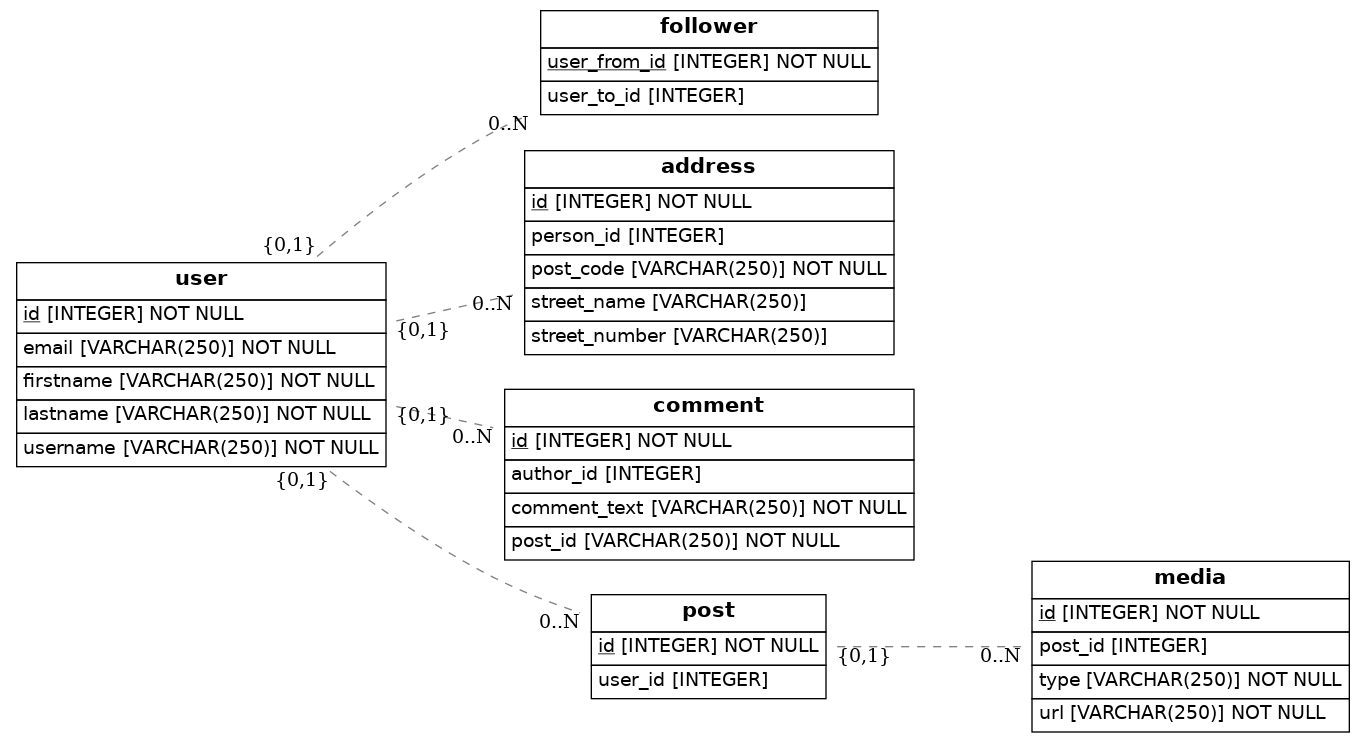 follower
user_from_id [INTEGER] NOT NULL
user_to_id [INTEGER]
0..N
address
id [INTEGER] NOT NULL
person_id [INTEGER]
post_code [VARCHAR(250)] NOT NULL
street_name [VARCHAR(250)]
street_number [VARCHAR(250)]
{0,1}
user
id [INTEGER] NOT NULL
email [VARCHAR(250)] NOT NULL
firstname [VARCHAR(250)] NOT NULL
lastname [VARCHAR(250)] NOT NULL
username [VARCHAR(250)] NOT NULL
0..N
{0,1}
{0,1}
0..N
comment
id [INTEGER] NOT NULL
author_id [INTEGER]
comment_text [VARCHAR(250)] NOT NULL
post_id [VARCHAR(250)] NOT NULL
{0,1}
0..N
post
id [INTEGER] NOT NULL
user_id [INTEGER]
{0,1}
0..N
media
id [INTEGER] NOT NULL
post_id [INTEGER]
type [VARCHAR(250)] NOT NULL
url [VARCHAR(250)] NOT NULL